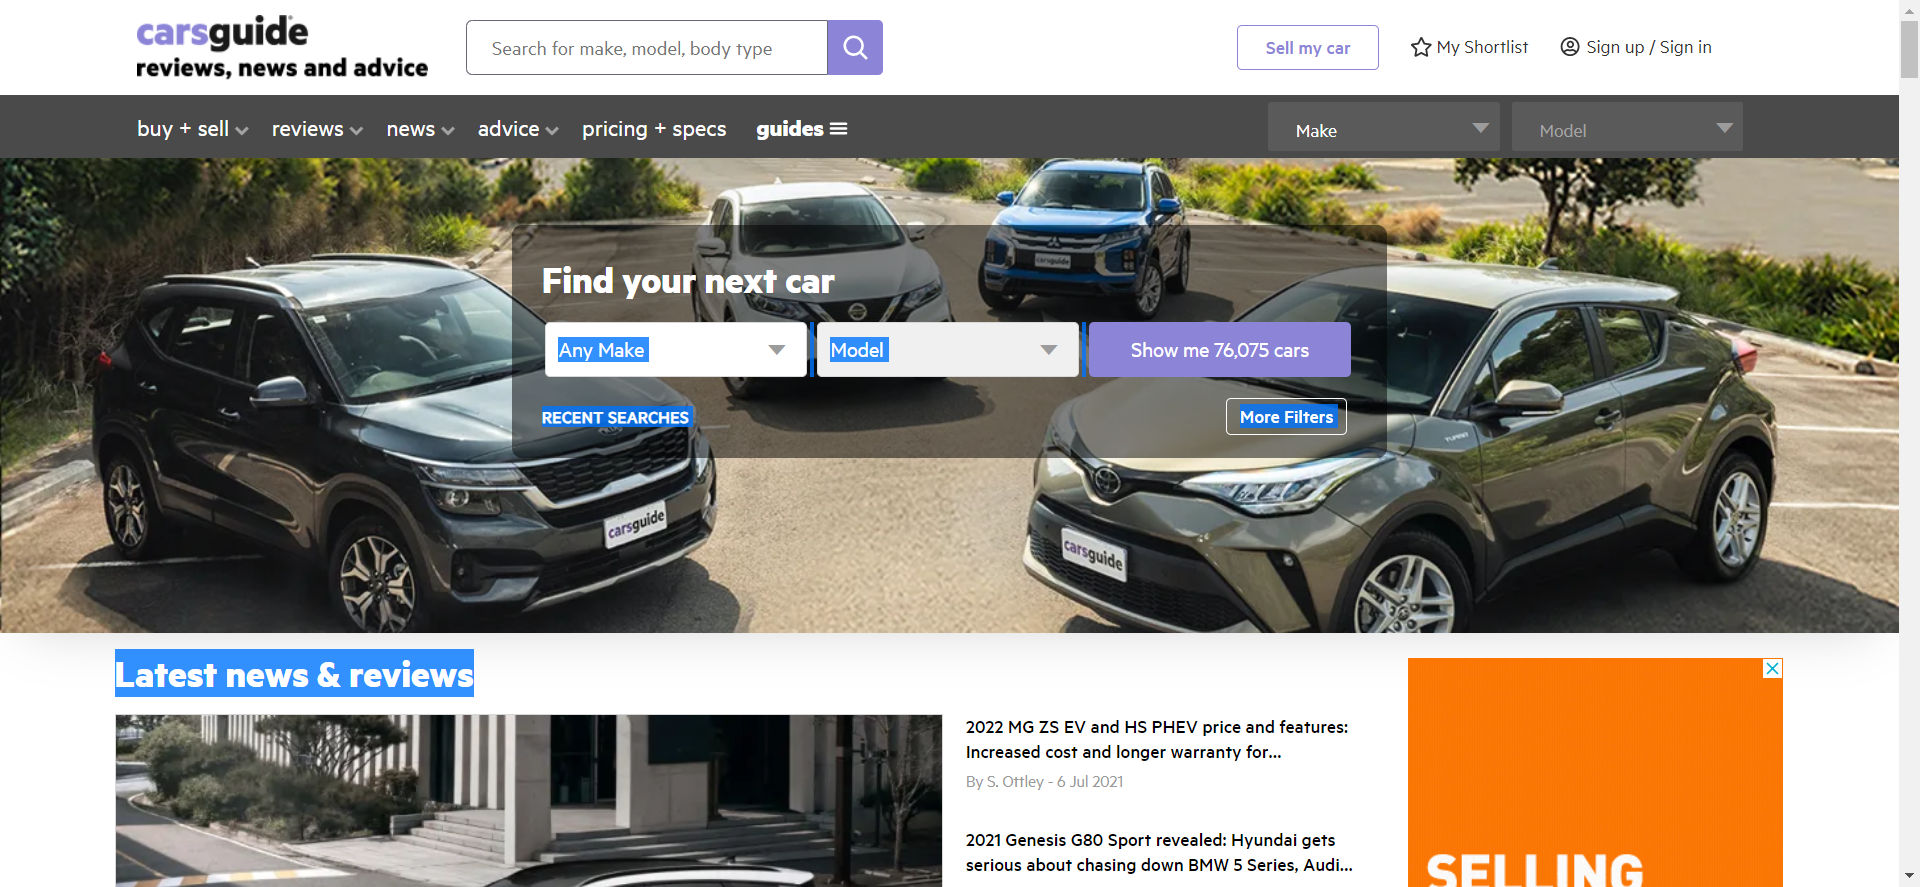 carsguide
reviews, news and advice
Search for make, model, body type
Sell my car
My Shortlist
Sign up / Sign in
buy + sell
reviews
news
advice
pricing + specs
guides
Make
Model
Find your next car
Any Make
Model
Show me 76,075 cars
RECENT SEARCHES
More Filters
carsguide
carsguide
carsguide
Latest news & reviews
2022 MG ZS EV and HS PHEV price and features:
Increased cost and longer warranty for...
By S. Ottley - 6 Jul 2021
2021 Genesis G80 Sport revealed: Hyundai gets
serious about chasing down BMW 5 Series, Audi...
SELLING